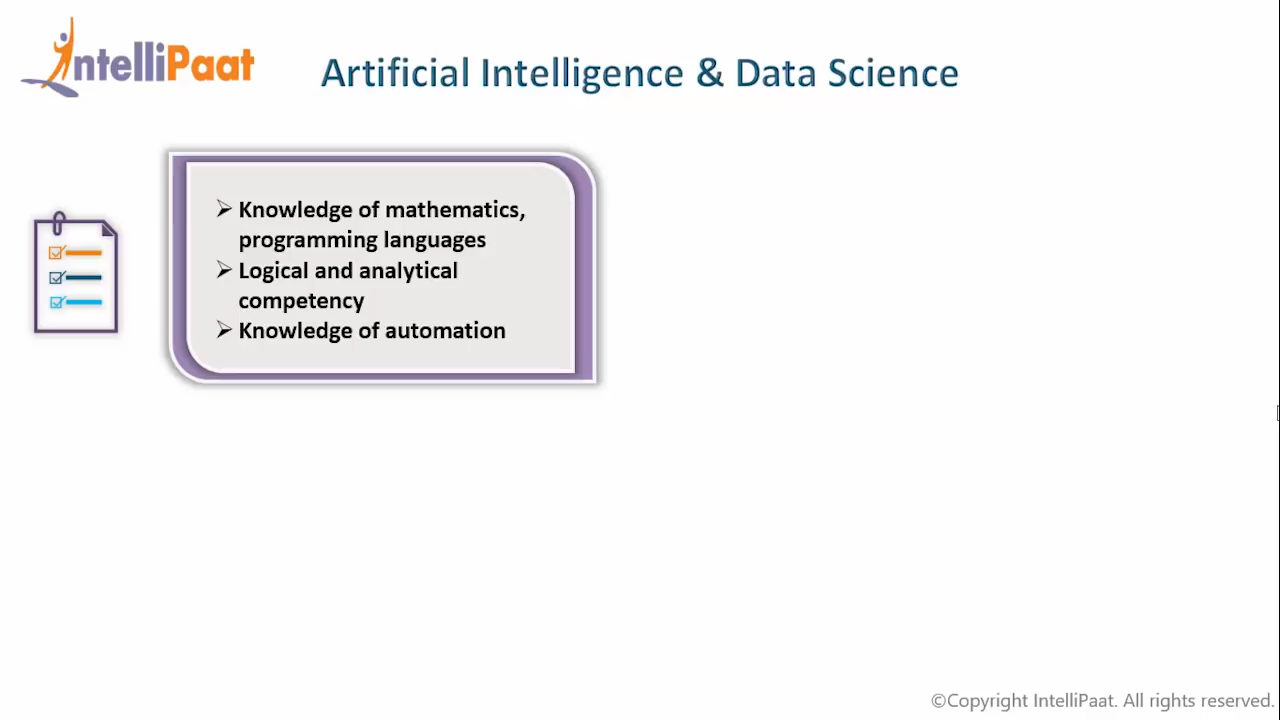 IntelliPaat
Artificial Intelligence & Data Science
➢ Knowledge of mathematics,
programming languages
➢ Logical and analytical
competency
➢ Knowledge of automation
©Copyright IntelliPaat. All rights reserved.